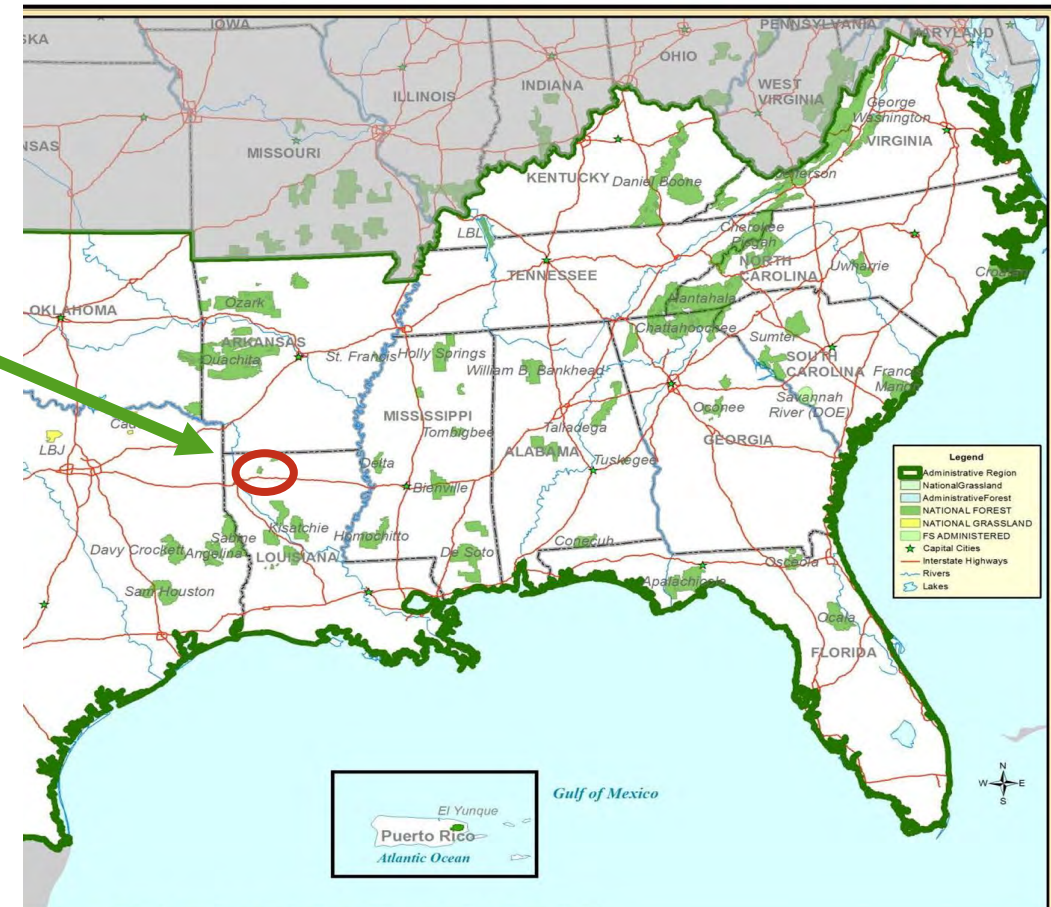 IOWA
PENNSYLVANIA
MARYLAND
SKA
OHIO
INDIANA
ILLINOIS
WEST
VIRGINIA
George
Washington
VIRGINIA
NSAS
MISSOURI
KENTUCKY
Daniel Boone
LBL
Cherokee
Pisgah
NORTH
CAROLINA
Uwharrie
TENNESSEE
Nantahala
Chattahoochee
OKLAHOMA
Ozark
ARKANSAS
Ouachita
St. Francis
Holly Springs
William B. Bankhead
Sumter
SOUTH
CAROLINA
Francis
Marion
Savannah
River (DOE)
MISSISSIPPI
Tombigbee
Talladega
ALABAMA
Tuskegee
Oconee
GEORGIA
LBJ
Delta
Bienville
Kisatchie
Sabine
Homochitto
Davy Crockett
Angelina
LOUISIANA
De Soto
Conecuh
Osceola
Sam Houston
Apalachicola
Ocala
FLORIDA
Legend
Administrative Region
NationalGrassland
AdministrativeForest
NATIONAL FOREST
NATIONAL GRASSLAND
FS ADMINISTERED
Capital Cities
Interstate Highways
Rivers
Lakes
N
W E
S
Gulf of Mexico
El Yunque
Puerto Rico
Atlantic Ocean